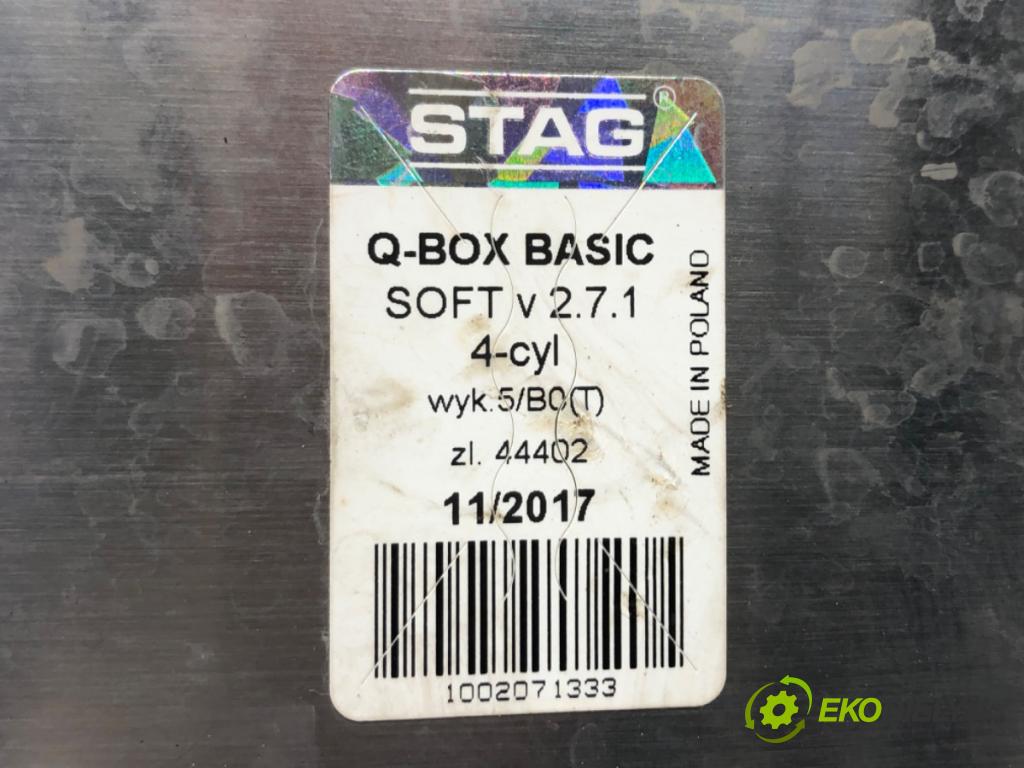 STAG®
Q-BOX BASIC
SOFT v 2.7.1
4-cyl
wyk.5/B0(T)
zl. 44402
11/2017
1002071333
MADE IN POLAND
EKO